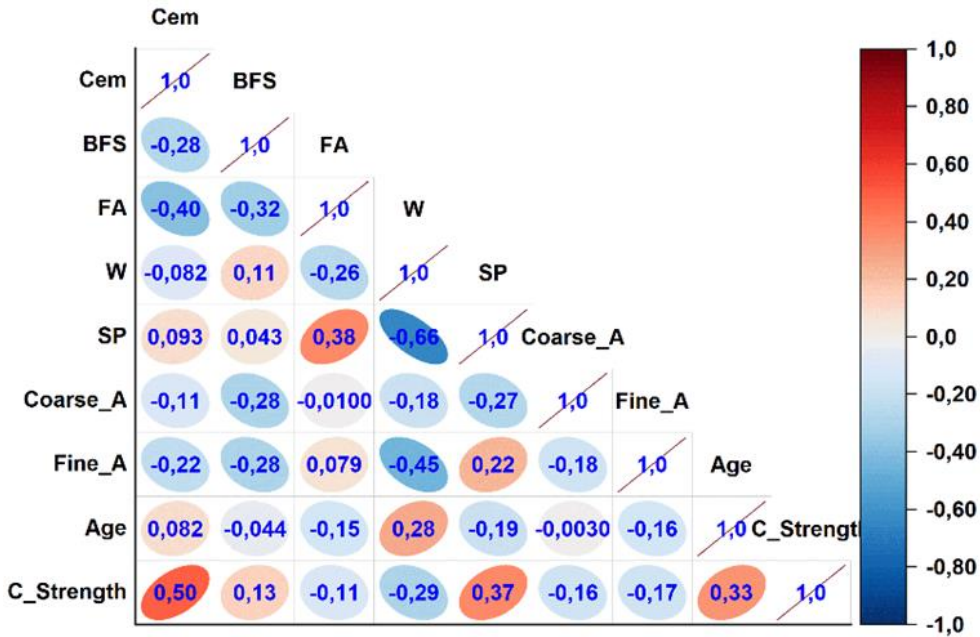 Cem
Cem 1,0 BFS
BFS -0,28 1,0 FA
FA -0,40 -0,32 1,0 W
W -0,082 0,11 -0,26 1,0 SP
SP 0,093 0,043 0,38 -0,66 1,0 Coarse_A
Coarse_A -0,11 -0,28 -0,0100 -0,18 -0,27 1,0 Fine_A
Fine_A -0,22 -0,28 0,079 -0,45 0,22 -0,18 1,0 Age
Age 0,082 -0,044 -0,15 0,28 -0,19 -0,0030 -0,16 1,0 C_Strength
C_Strength 0,50 0,13 -0,11 -0,29 0,37 -0,16 -0,17 0,33 1,0
1,0
0,80
0,60
0,40
0,20
0,0
-0,20
-0,40
-0,60
-0,80
-1,0